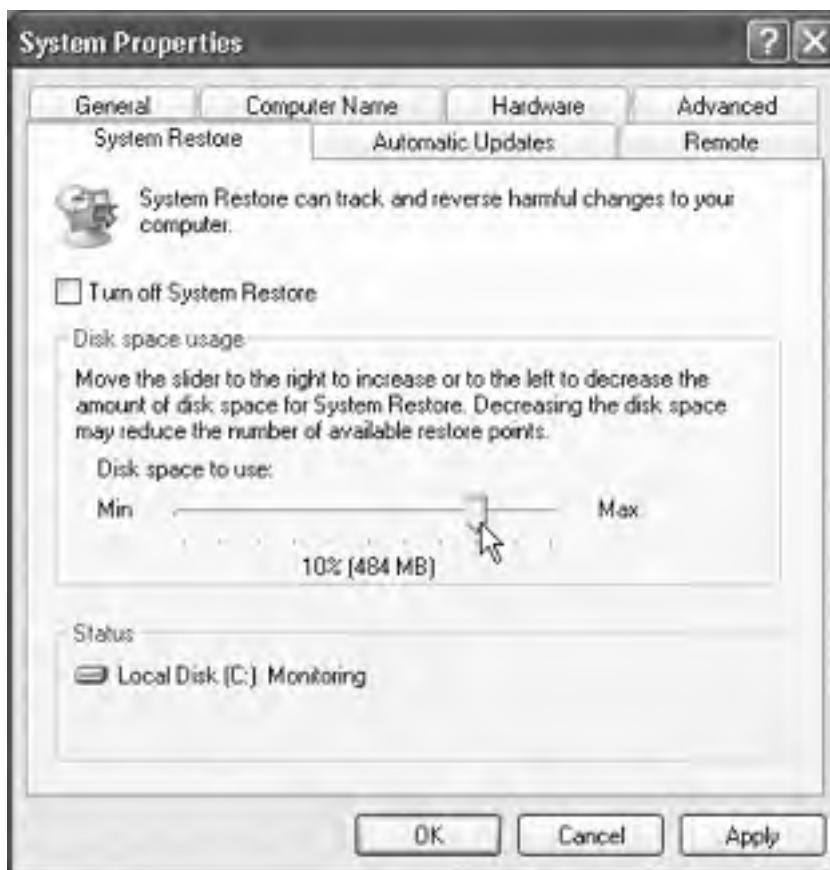 System Properties
General Computer Name Hardware Advanced
System Restore Automatic Updates Remote
System Restore can track and reverse harmful changes to your
computer.
Turn off System Restore
Disk space usage
Move the slider to the right to increase or to the left to decrease the
amount of disk space for System Restore. Decreasing the disk space
may reduce the number of available restore points.
Disk space to use:
Min Max
10% (484 MB)
Status
Local Disk (C:) Monitoring
OK Cancel Apply